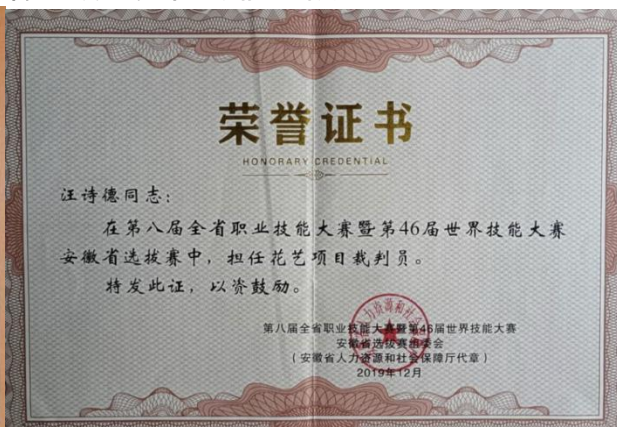 荣誉证书
HONORARY CREDENTIAL
汪诗德同志:
在第八届全省职业技能大赛暨第46届世界技能大赛
安徽省选拔赛中，担任花艺项目裁判员。
特发此证，以资鼓励。
第八届全省职业技能大赛暨第46届世界技能大赛
安徽省选拔赛组委会
（安徽省人力资源和社会保障厅代章）
2019年12月